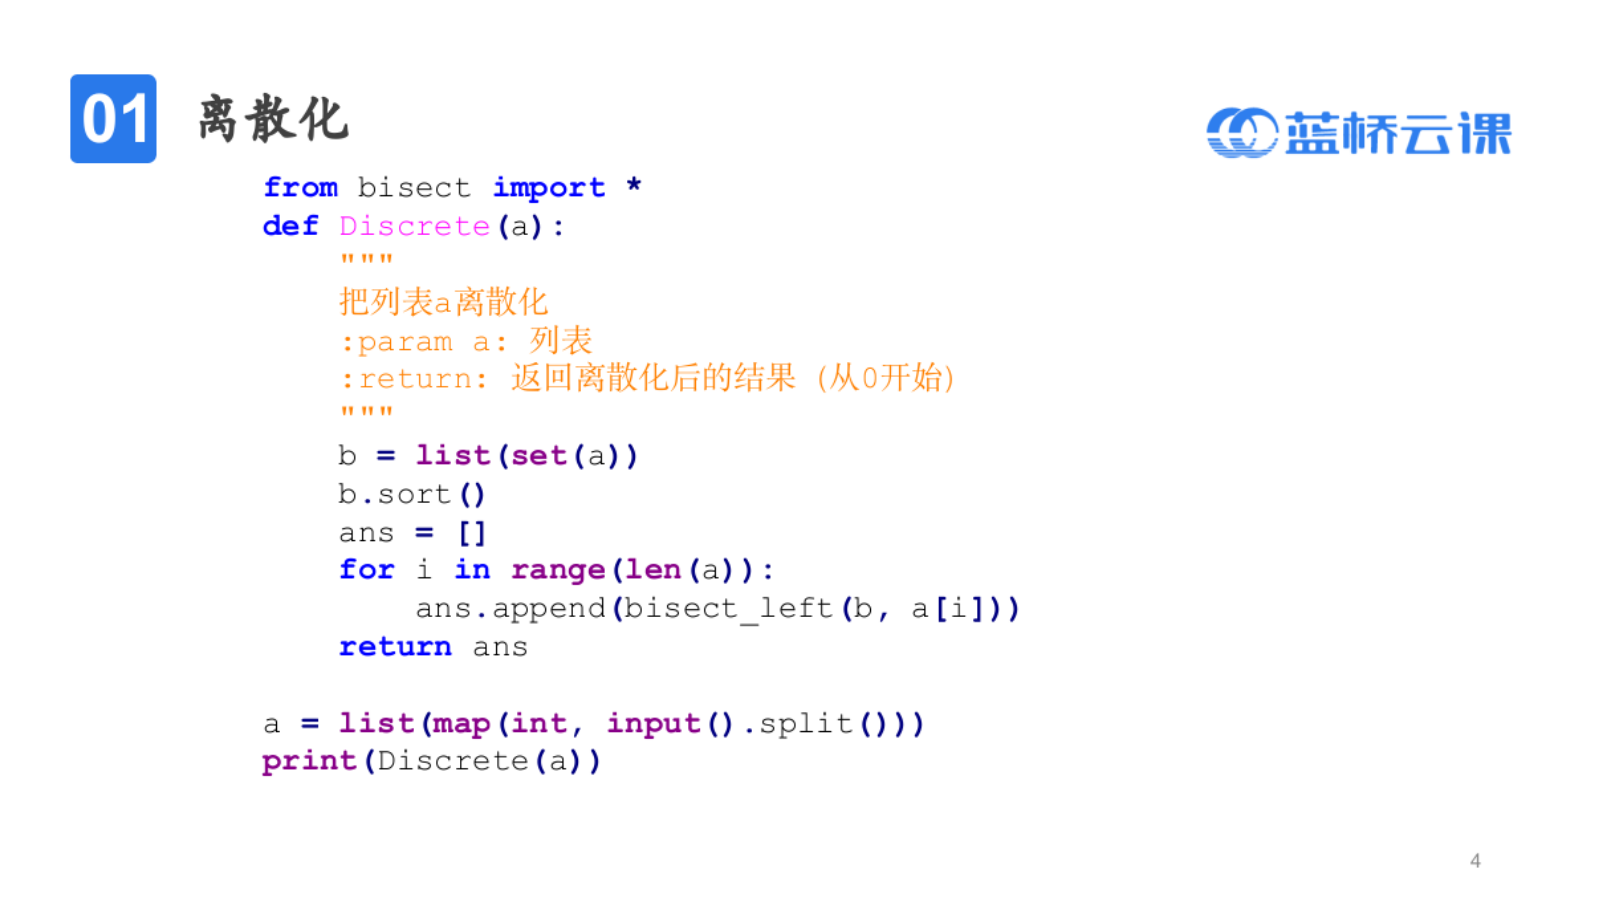 01 离散化
蓝桥云课
from bisect import *
def Discrete(a):
    """
    把列表a离散化
    :param a: 列表
    :return: 返回离散化后的结果（从0开始）
    """
    b = list(set(a))
    b.sort()
    ans = []
    for i in range(len(a)):
        ans.append(bisect_left(b, a[i]))
    return ans

a = list(map(int, input().split()))
print(Discrete(a))
4